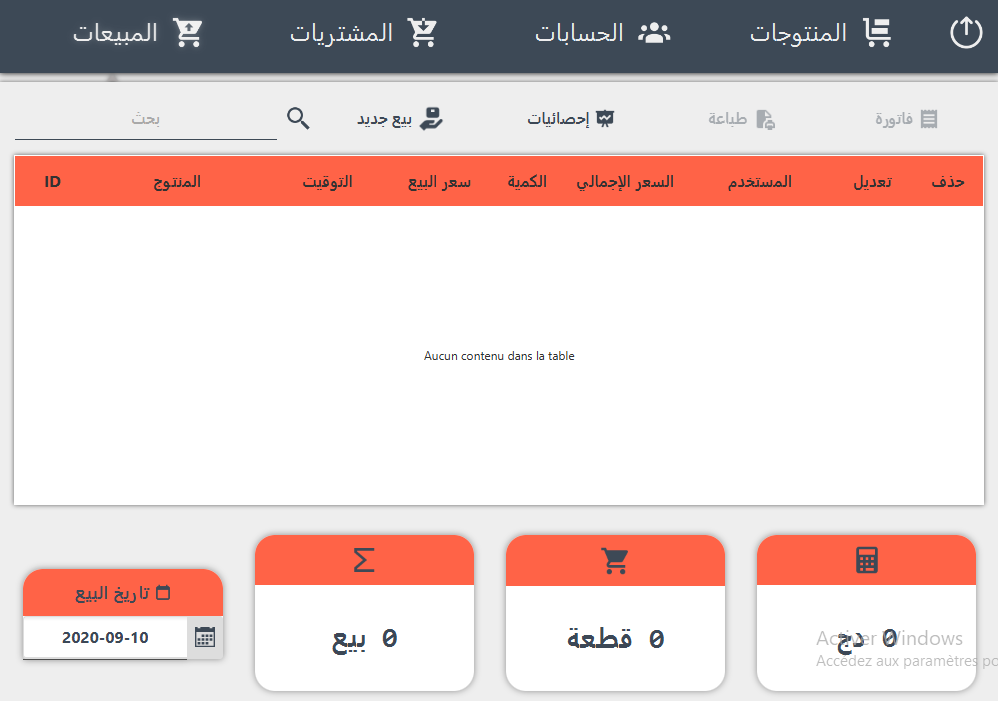 المنتوجات
الحسابات
المشتريات
المبيعات
فاتورة
طباعة
إحصائيات
بيع جديد
بحث
حذف
تعديل
المستخدم
السعر الإجمالي
الكمية
سعر البيع
التوقيت
المنتوج
ID
Aucun contenu dans la table
0 دج
0 قطعة
0 بيع
تاريخ البيع
2020-09-10
Activer Windows
Accédez aux paramètres po